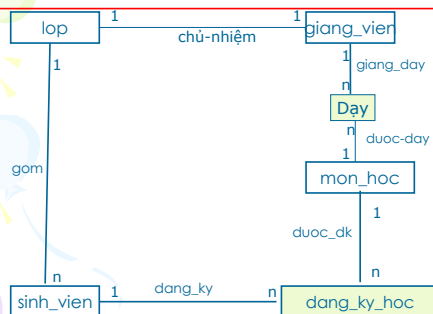 1 1
lop giang_vien
chủ-nhiệm
1 1
giang_day
n
Dạy
n
duoc-day
1
gom
mon_hoc
1
duoc_dk
n n
sinh_vien 1 dang_ky n dang_ky_hoc